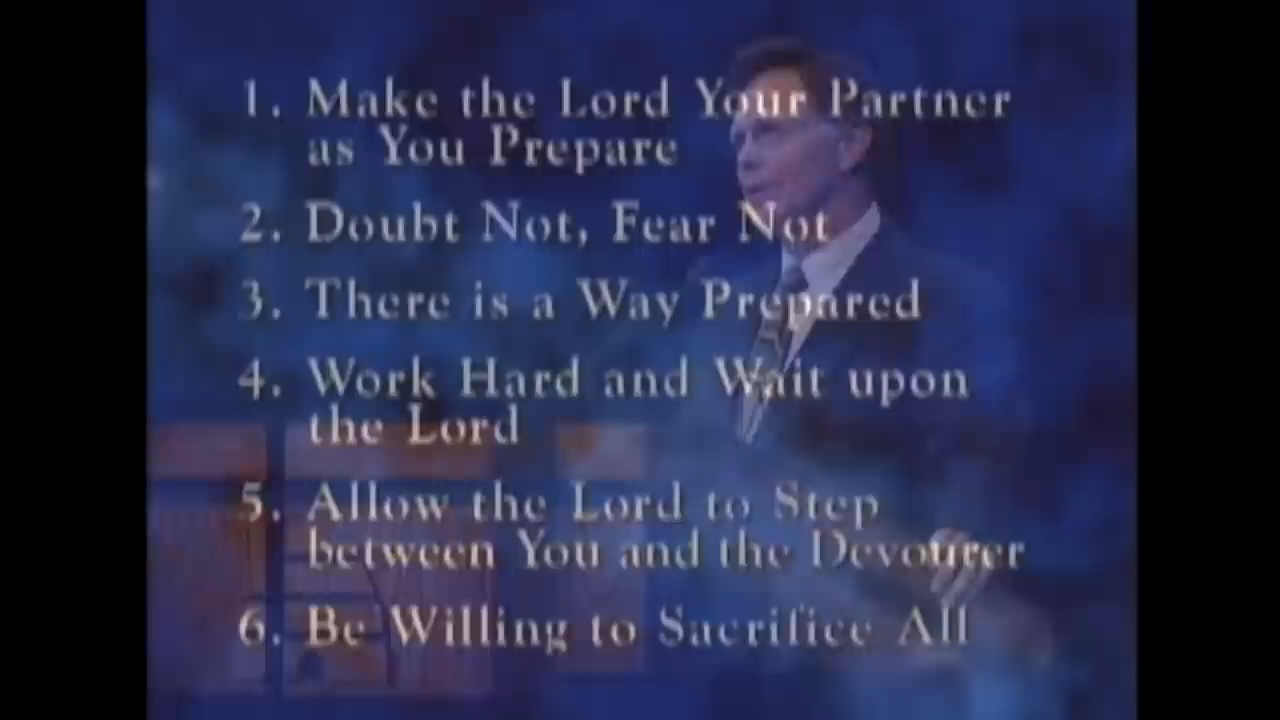 1. Make the Lord Your Partner
as You Prepare
2. Doubt Not, Fear Not
3. There is a Way Prepared
4. Work Hard and Wait upon
the Lord
5. Allow the Lord to Step
between You and the Devourer
6. Be Willing to Sacrifice All